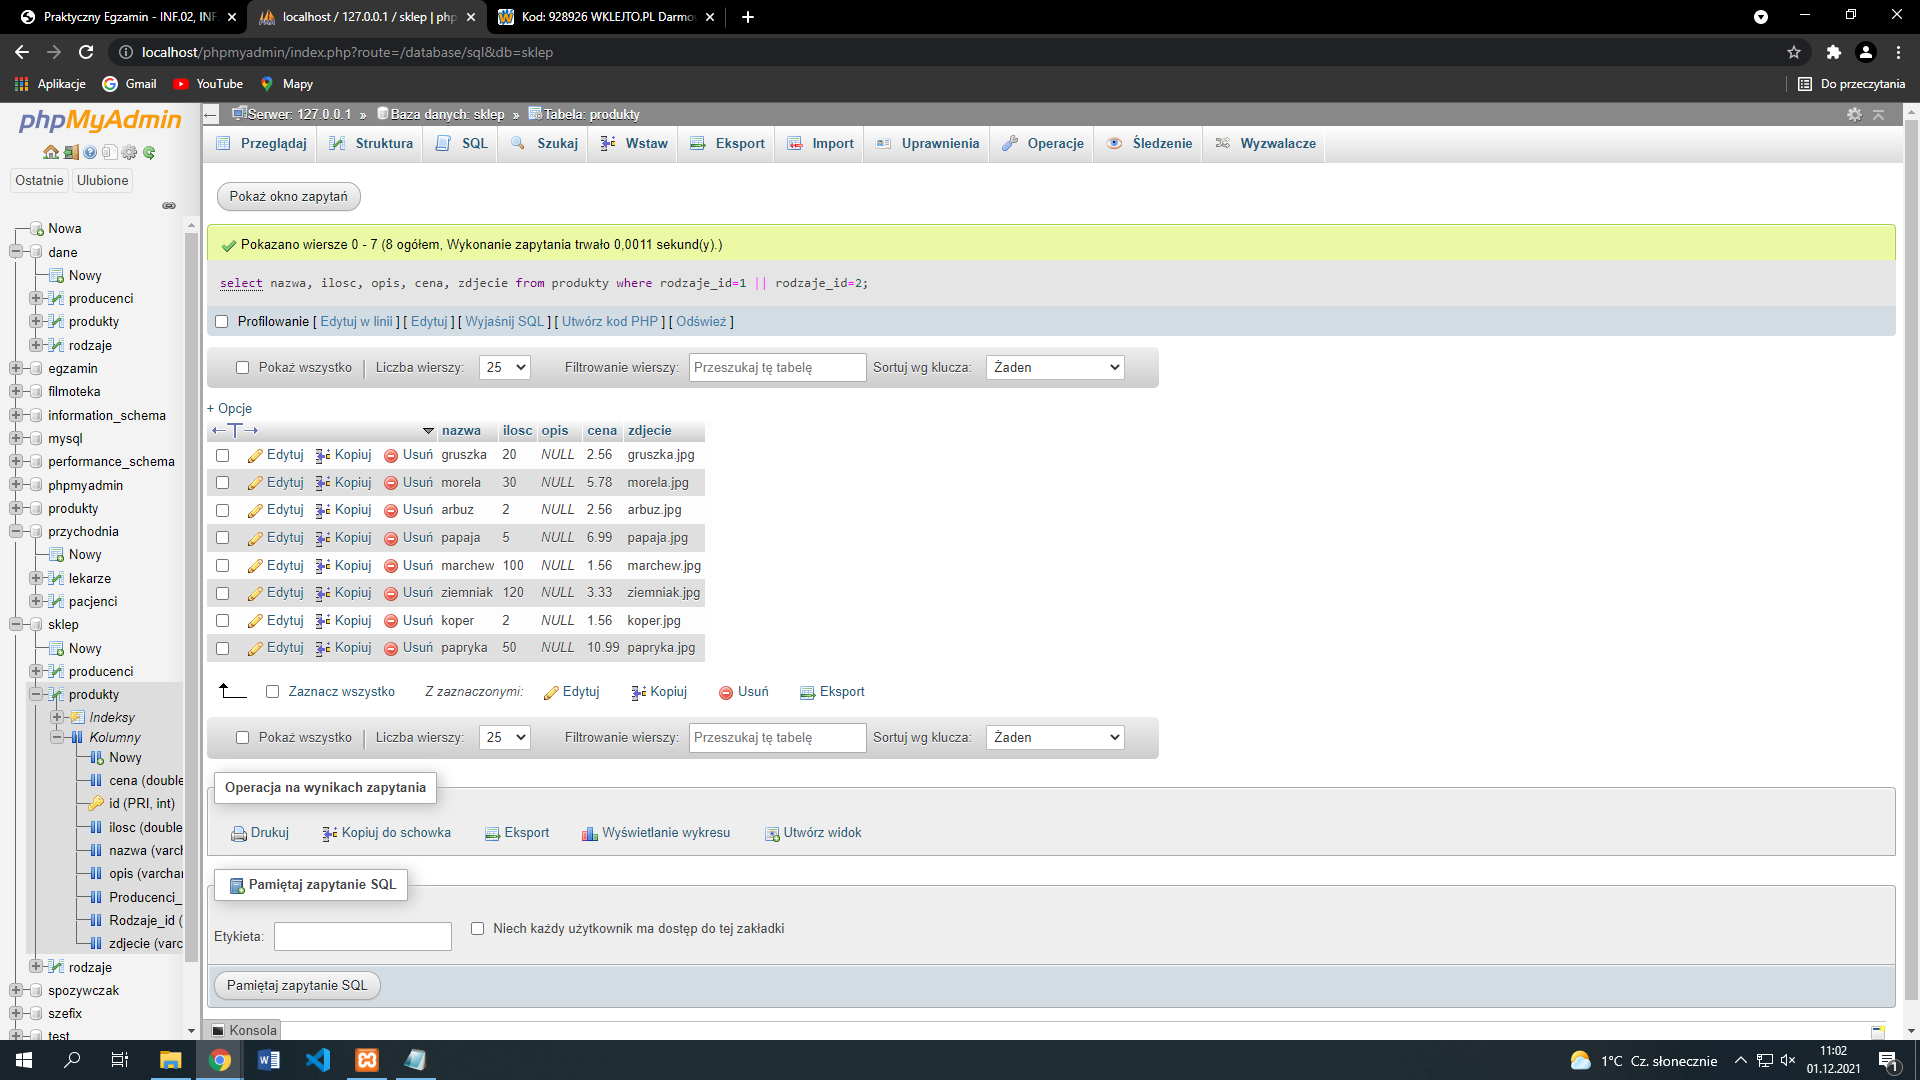 Praktyczny Egzamin - INF.02, INF
localhost / 127.0.0.1 / sklep | php
Kod: 928926 WKLEJTO.PL Darmow
localhost/phpmyadmin/index.php?route=/database/sql&db=sklep
Aplikacje Gmail YouTube Mapy Do przeczytania
phpMyAdmin
Ostatnie Ulubione
Nowa
dane
Nowy
producenci
produkty
rodzaje
egzamin
filmoteka
information_schema
mysql
performance_schema
phpmyadmin
produkty
przychodnia
Nowy
lekarze
pacjenci
sklep
Nowy
producenci
produkty
Indeksy
Kolumny
Nowy
cena (double
id (PRI, int)
ilosc (double
nazwa (varch
opis (varchar
Producenci_
Rodzaje_id (
zdjecie (varc
rodzaje
spozywczak
szefix
test
Serwer: 127.0.0.1 » Baza danych: sklep » Tabela: produkty
Przeglądaj Struktura SQL Szukaj Wstaw Eksport Import Uprawnienia Operacje Śledzenie Wyzwalacze
Pokaż okno zapytań
Pokazano wiersze 0 - 7 (8 ogółem, Wykonanie zapytania trwało 0,0011 sekund(y).)
select nazwa, ilosc, opis, cena, zdjecie from produkty where rodzaje_id=1 || rodzaje_id=2;
Profilowanie [ Edytuj w linii ] [ Edytuj ] [ Wyjaśnij SQL ] [ Utwórz kod PHP ] [ Odśwież ]
Pokaż wszystko | Liczba wierszy: 25 Filtrowanie wierszy: Przeszukaj tę tabelę Sortuj wg klucza: Żaden
+ Opcje
←T→ nazwa ilosc opis cena zdjecie
Edytuj Kopiuj Usuń gruszka 20 NULL 2.56 gruszka.jpg
Edytuj Kopiuj Usuń morela 30 NULL 5.78 morela.jpg
Edytuj Kopiuj Usuń arbuz 2 NULL 2.56 arbuz.jpg
Edytuj Kopiuj Usuń papaja 5 NULL 6.99 papaja.jpg
Edytuj Kopiuj Usuń marchew 100 NULL 1.56 marchew.jpg
Edytuj Kopiuj Usuń ziemniak 120 NULL 3.33 ziemniak.jpg
Edytuj Kopiuj Usuń koper 2 NULL 1.56 koper.jpg
Edytuj Kopiuj Usuń papryka 50 NULL 10.99 papryka.jpg
Zaznacz wszystko Z zaznaczonymi: Edytuj Kopiuj Usuń Eksport
Pokaż wszystko | Liczba wierszy: 25 Filtrowanie wierszy: Przeszukaj tę tabelę Sortuj wg klucza: Żaden
Operacja na wynikach zapytania
Drukuj Kopiuj do schowka Eksport Wyświetlanie wykresu Utwórz widok
Pamiętaj zapytanie SQL
Etykieta: Niech każdy użytkownik ma dostęp do tej zakładki
Pamiętaj zapytanie SQL
Konsola
1°C Cz. słonecznie
11:02
01.12.2021
1